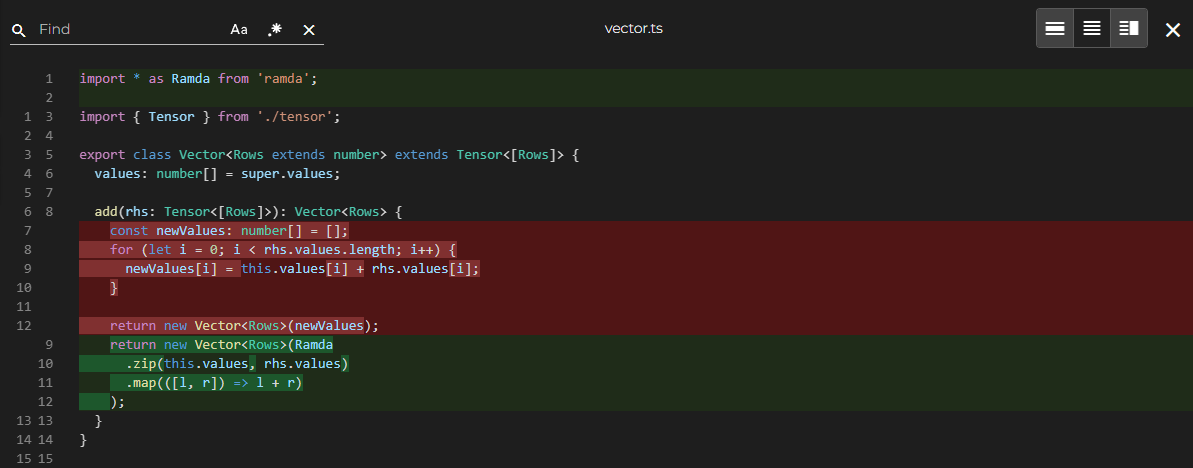 Find Aa .* vector.ts
1 import * as Ramda from 'ramda';
2
1 3 import { Tensor } from './tensor';
2 4
3 5 export class Vector<Rows extends number> extends Tensor<[Rows]> {
4 6   values: number[] = super.values;
5 7
6 8   add(rhs: Tensor<[Rows]>): Vector<Rows> {
7     const newValues: number[] = [];
8     for (let i = 0; i < rhs.values.length; i++) {
9       newValues[i] = this.values[i] + rhs.values[i];
10     }
11
12     return new Vector<Rows>(newValues);
9     return new Vector<Rows>(Ramda
10       .zip(this.values, rhs.values)
11       .map(([l, r]) => l + r)
12     );
13 13   }
14 14 }
15 15